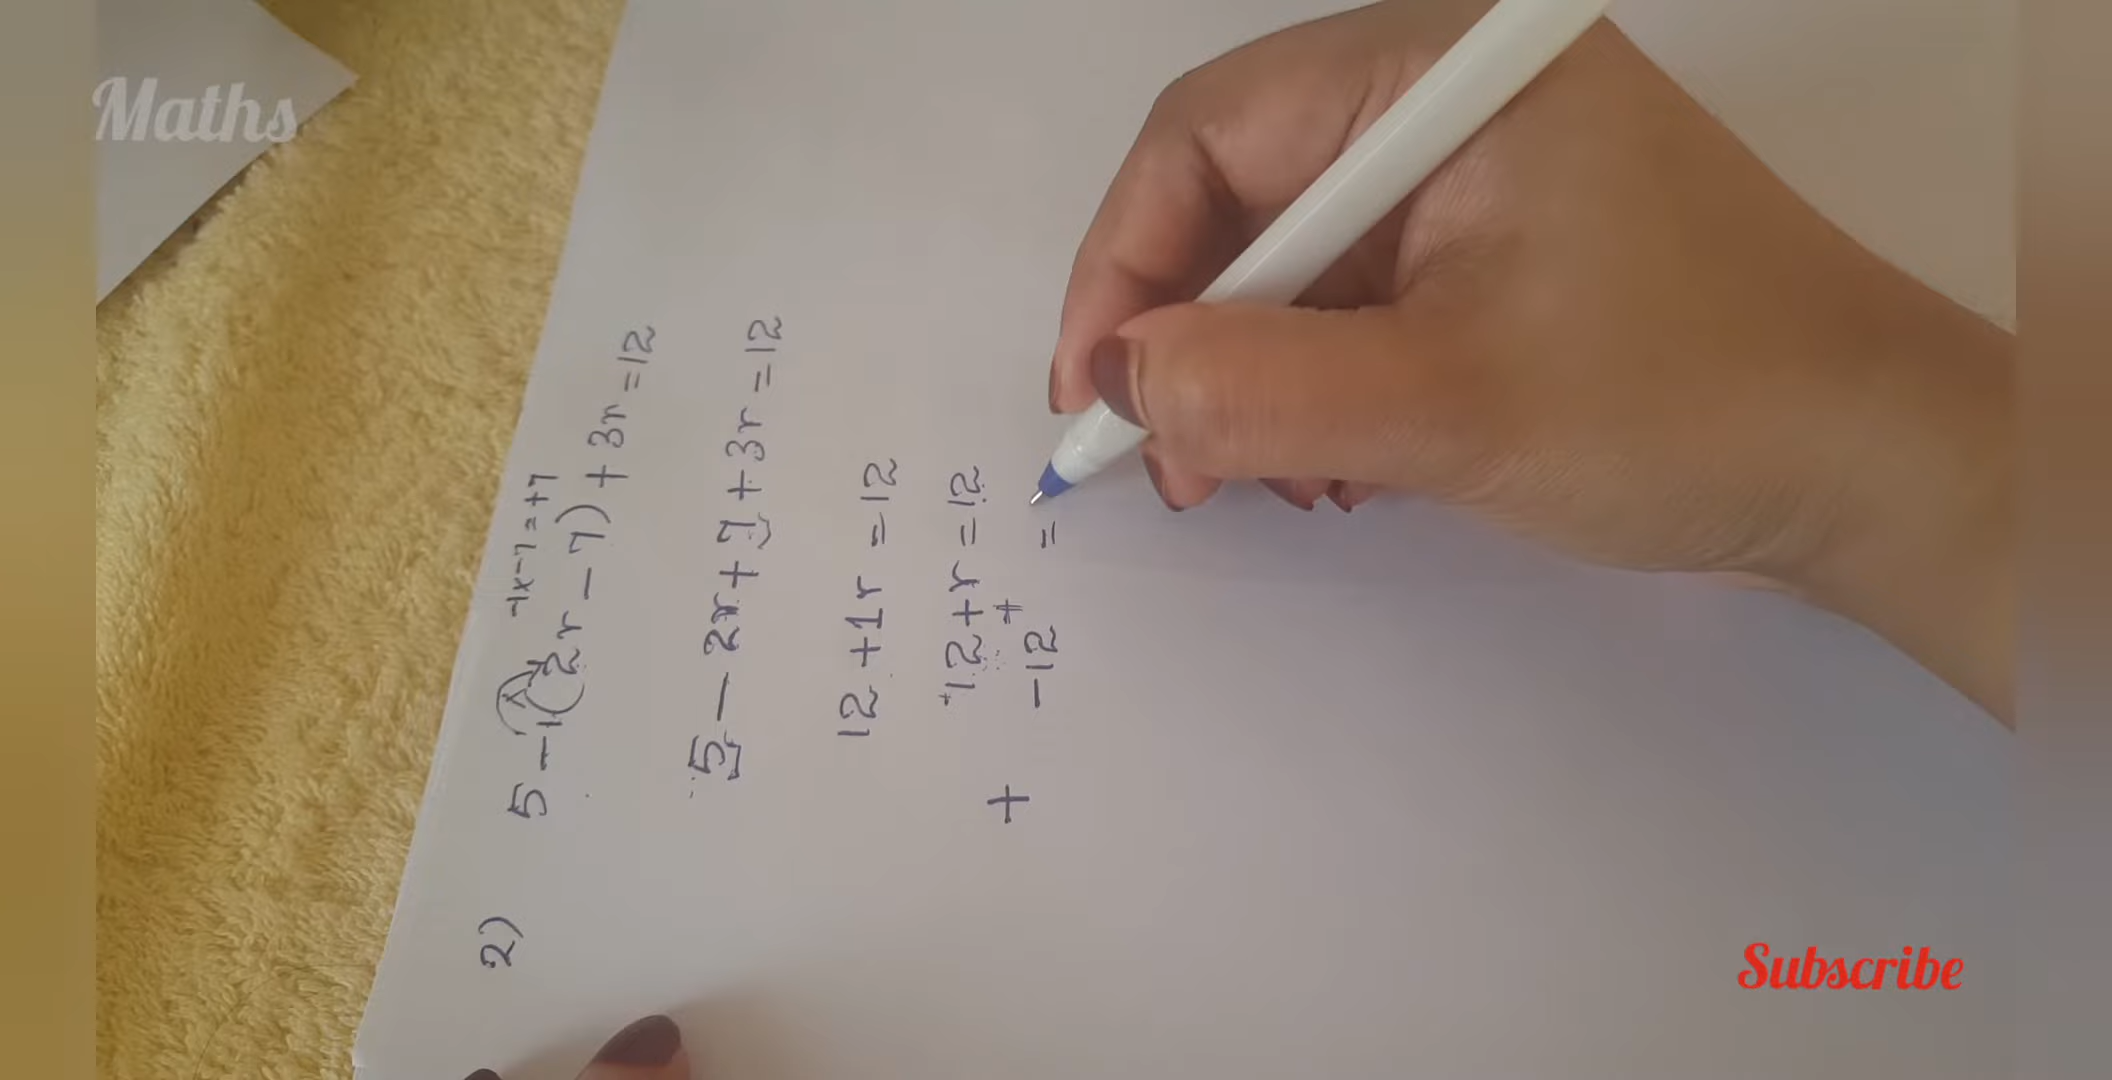 Maths
2)
-1x-7=+7
5-1(2r-7)+3r=12
5-2r+7+3r=12
12+1r=12
+12+r=12
+
-12 =
Subscribe